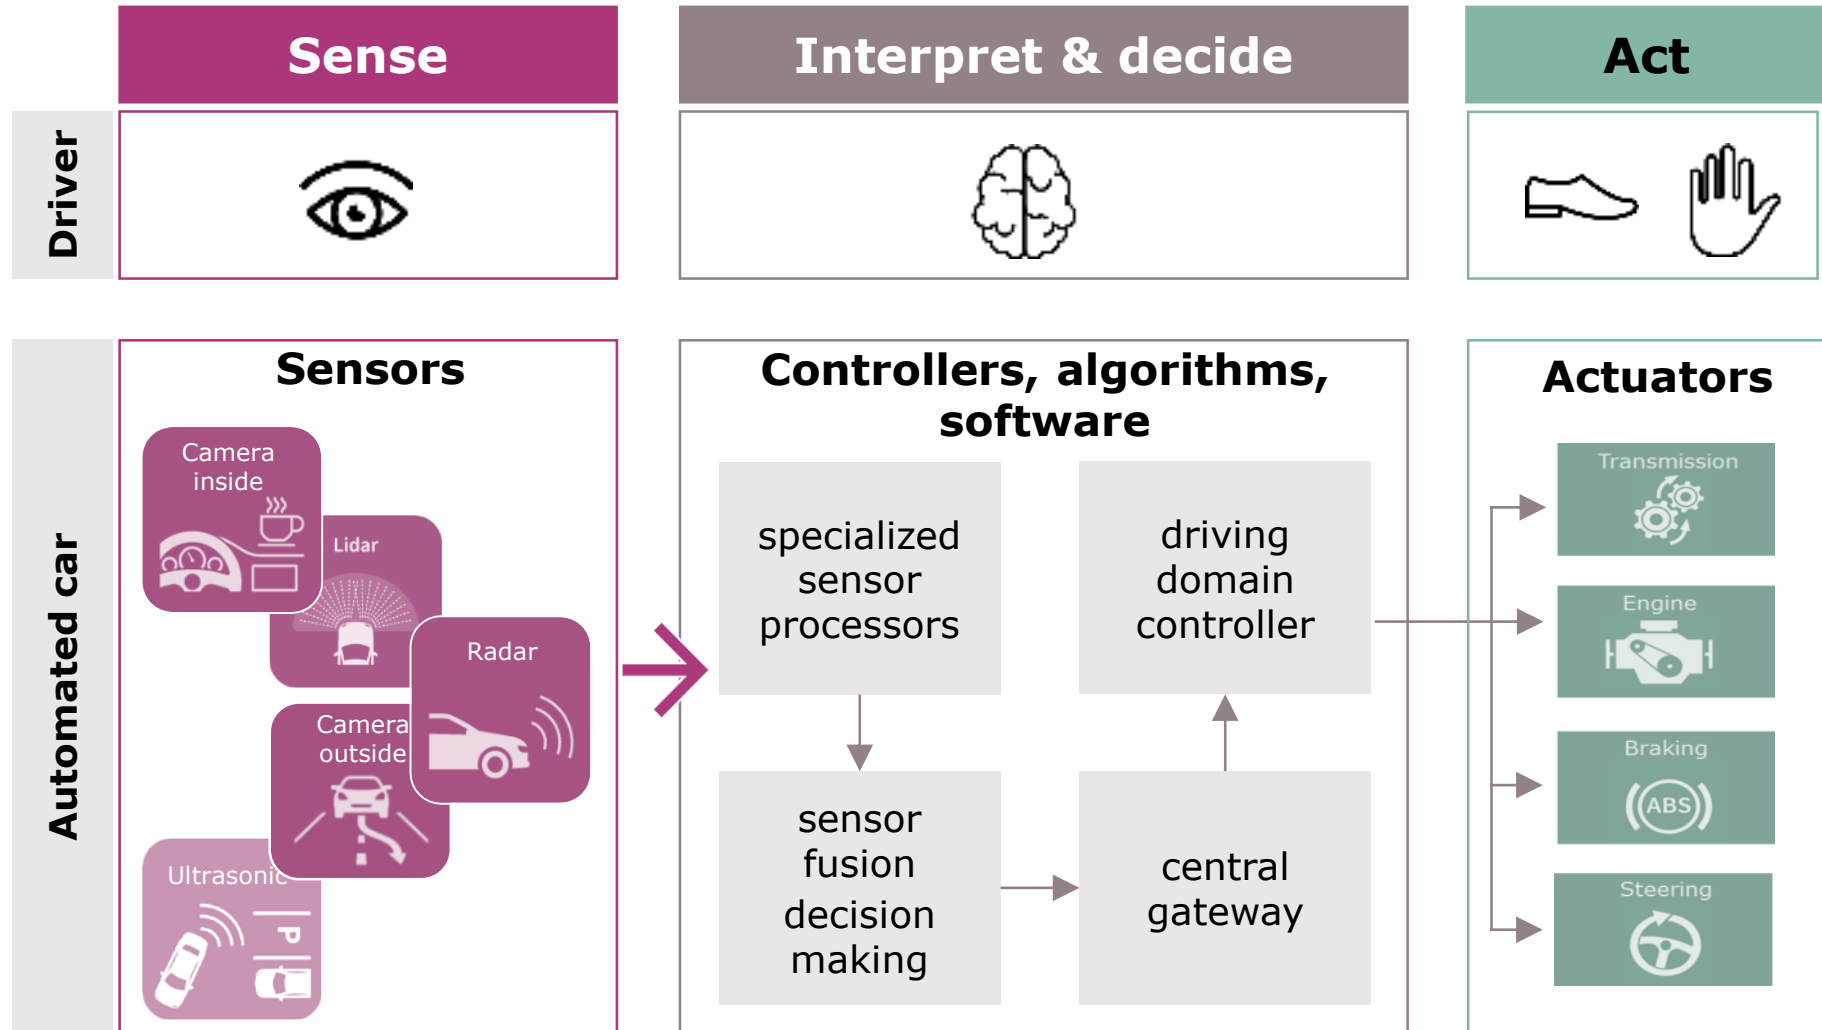 Sense
Interpret & decide
Act
Driver
Automated car
Sensors
Camera
inside
Lidar
Radar
Camera
outside
Ultrasonic
P
Controllers, algorithms,
software
specialized
sensor
processors
driving
domain
controller
sensor
fusion
decision
making
central
gateway
Actuators
Transmission
Engine
Braking
ABS
Steering